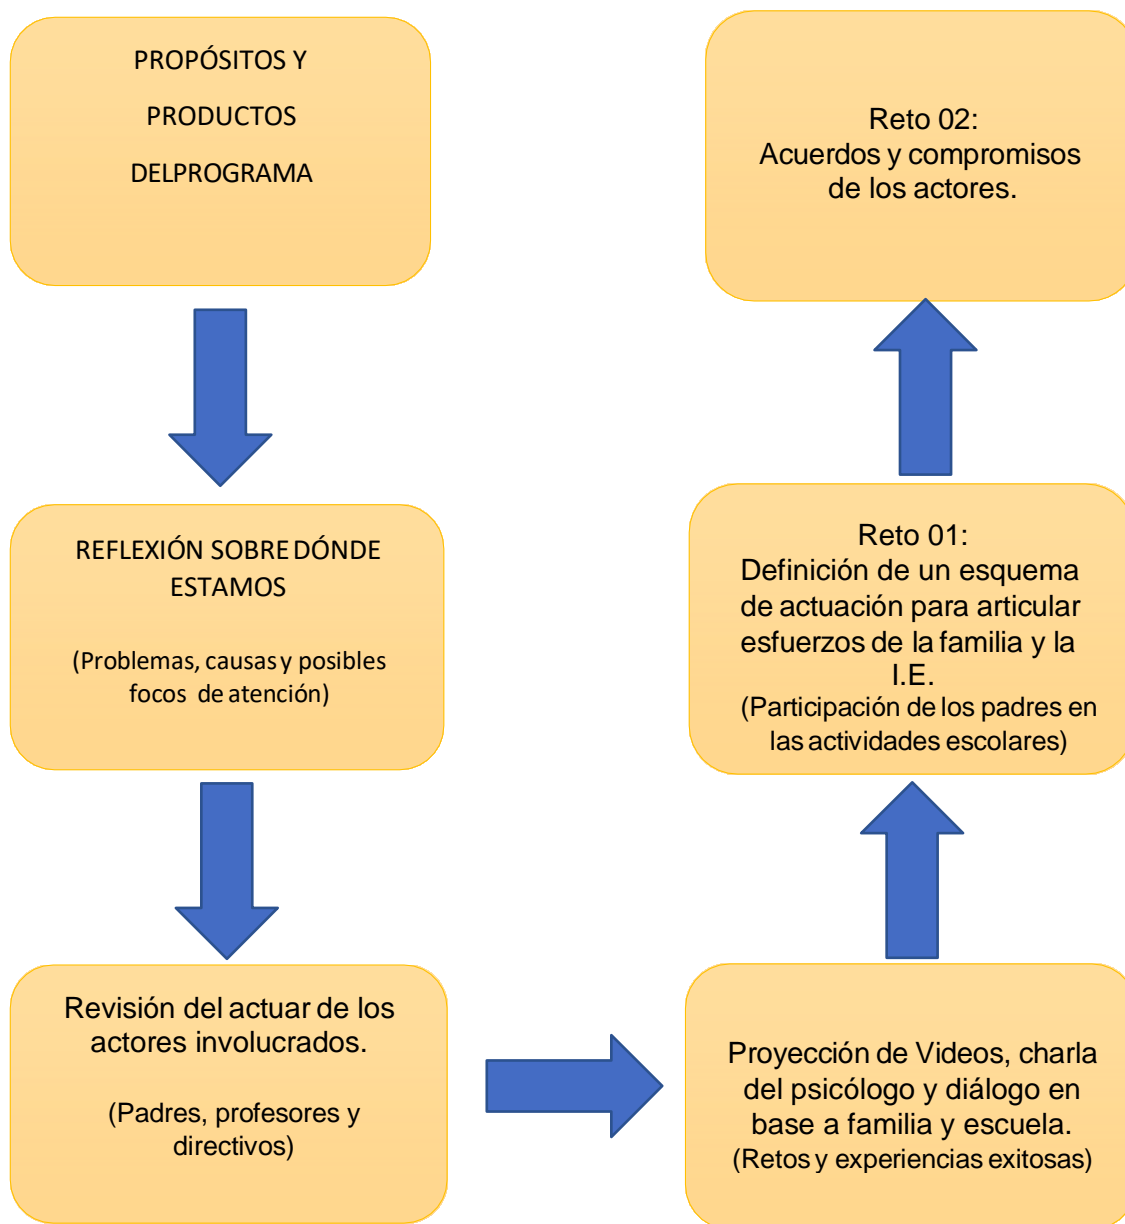 PROPÓSITOS Y
PRODUCTOS
DELPROGRAMA
REFLEXIÓN SOBRE DÓNDE
ESTAMOS
(Problemas, causas y posibles
focos de atención)
Revisión del actuar de los
actores involucrados.
(Padres, profesores y
directivos)
Proyección de Videos, charla
del psicólogo y diálogo en
base a familia y escuela.
(Retos y experiencias exitosas)
Reto 01:
Definición de un esquema
de actuación para articular
esfuerzos de la familia y la
I.E.
(Participación de los padres en
las actividades escolares)
Reto 02:
Acuerdos y compromisos
de los actores.